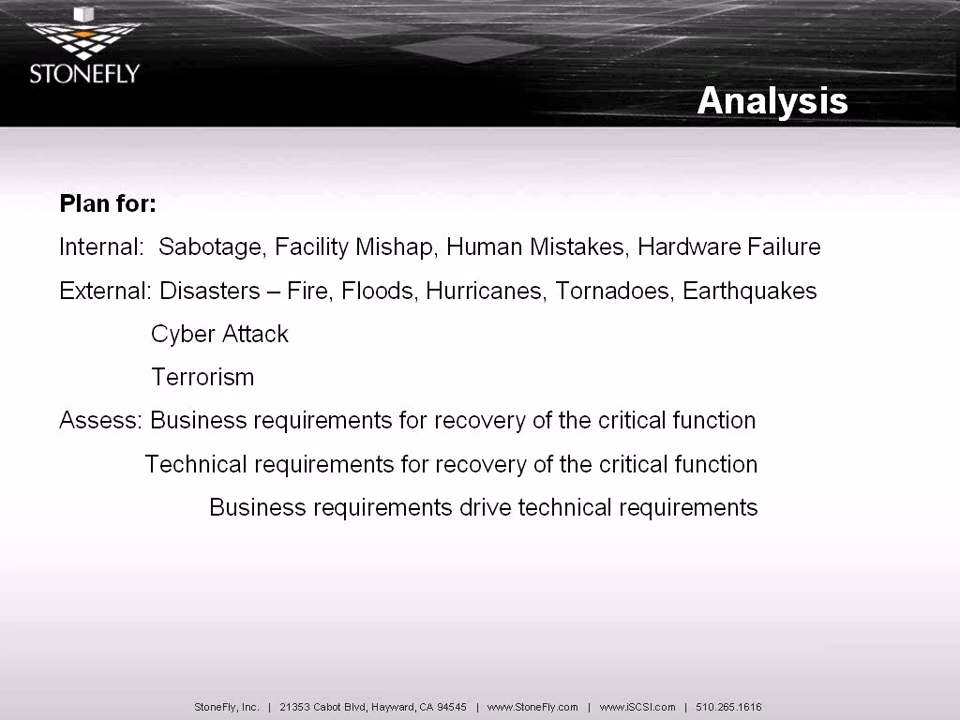 STONEFLY
Analysis
Plan for:
Internal:  Sabotage, Facility Mishap, Human Mistakes, Hardware Failure
External: Disasters – Fire, Floods, Hurricanes, Tornadoes, Earthquakes
Cyber Attack
Terrorism
Assess: Business requirements for recovery of the critical function
Technical requirements for recovery of the critical function
Business requirements drive technical requirements
StoneFly, Inc. | 21353 Cabot Blvd, Hayward, CA 94545 | www.StoneFly.com | www.iSCSI.com | 510.265.1616